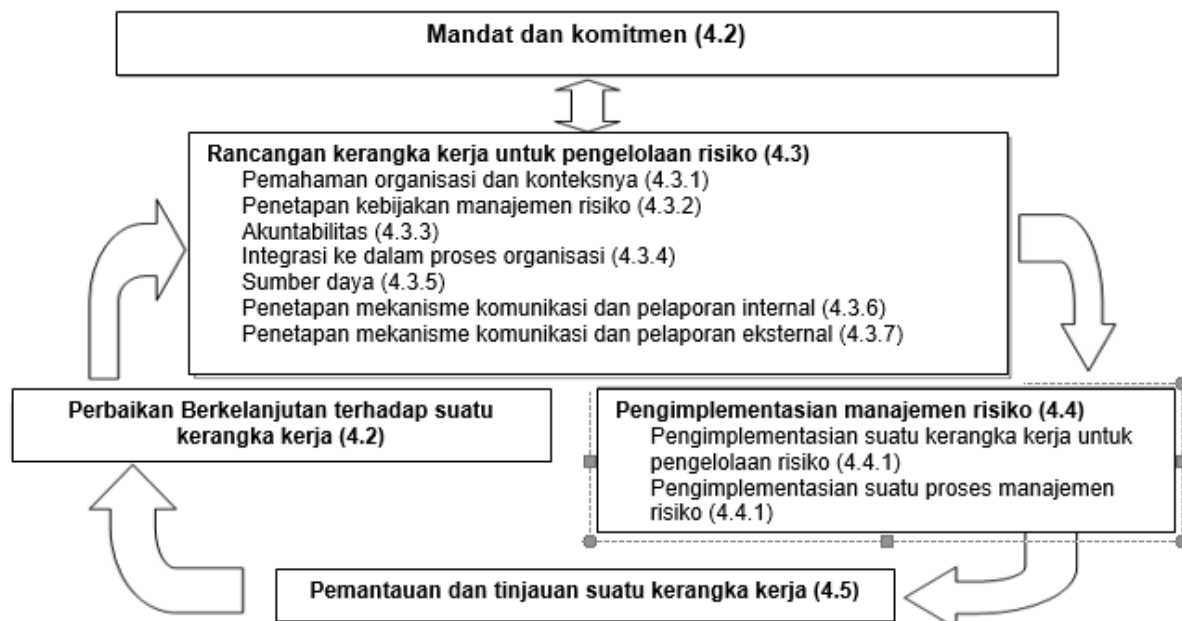 Mandat dan komitmen (4.2)
Rancangan kerangka kerja untuk pengelolaan risiko (4.3)
Pemahaman organisasi dan konteksnya (4.3.1)
Penetapan kebijakan manajemen risiko (4.3.2)
Akuntabilitas (4.3.3)
Integrasi ke dalam proses organisasi (4.3.4)
Sumber daya (4.3.5)
Penetapan mekanisme komunikasi dan pelaporan internal (4.3.6)
Penetapan mekanisme komunikasi dan pelaporan eksternal (4.3.7)
Perbaikan Berkelanjutan terhadap suatu
kerangka kerja (4.2)
Pengimplementasian manajemen risiko (4.4)
Pengimplementasian suatu kerangka kerja untuk
pengelolaan risiko (4.4.1)
Pengimplementasian suatu proses manajemen
risiko (4.4.1)
Pemantauan dan tinjauan suatu kerangka kerja (4.5)